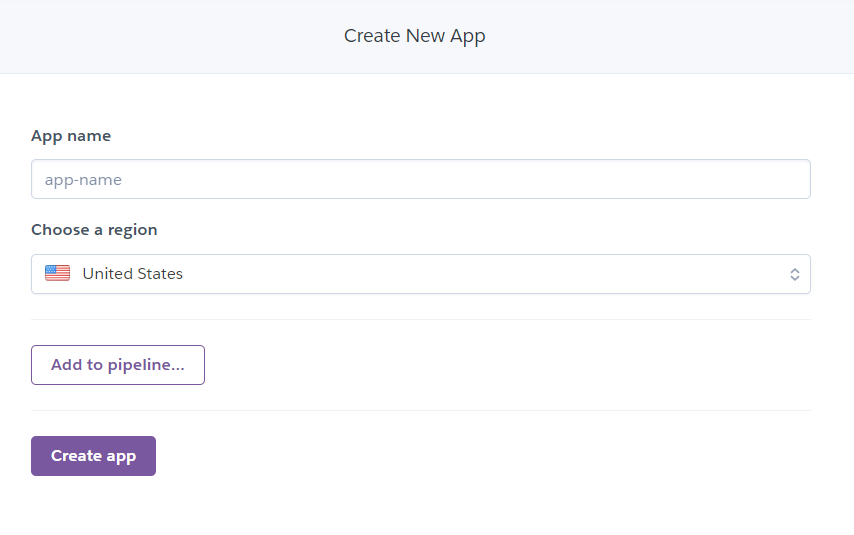 Create New App
App name
app-name
Choose a region
United States
Add to pipeline...
Create app